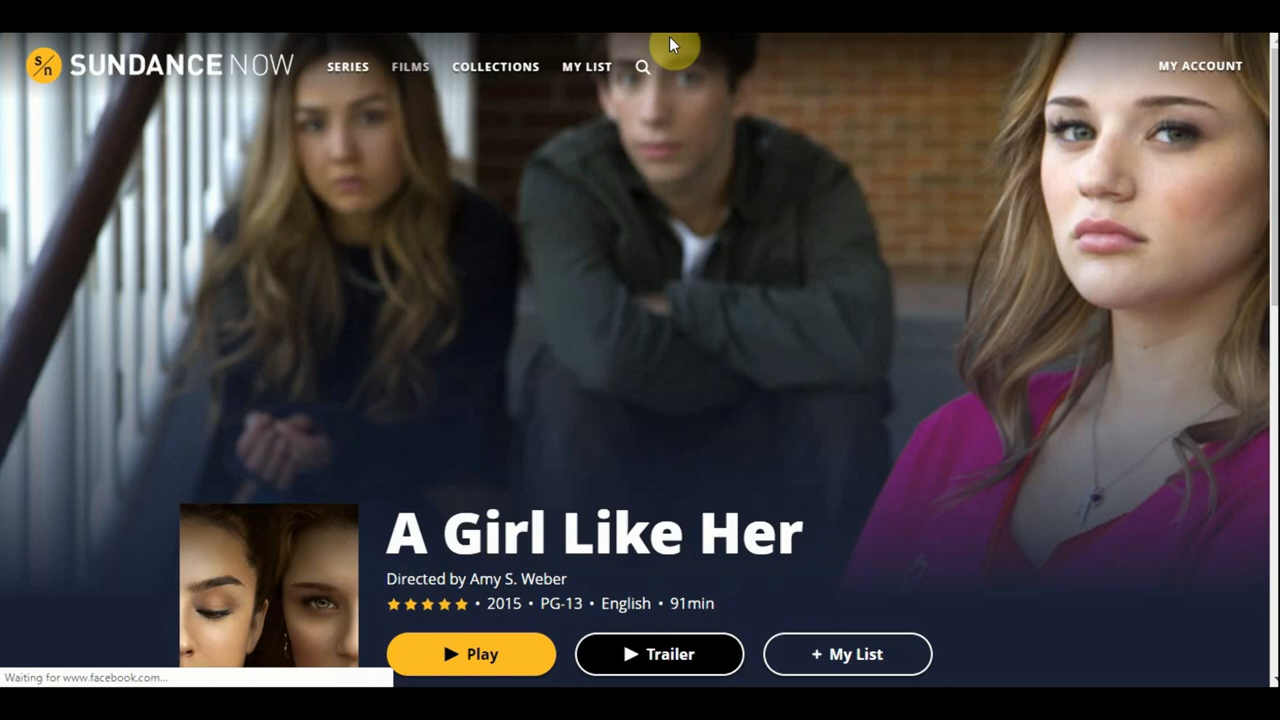 s/n SUNDANCE NOW SERIES FILMS COLLECTIONS MY LIST MY ACCOUNT
A Girl Like Her
Directed by Amy S. Weber
★★★★★ • 2015 • PG-13 • English • 91min
Play Trailer + My List
Waiting for www.facebook.com...